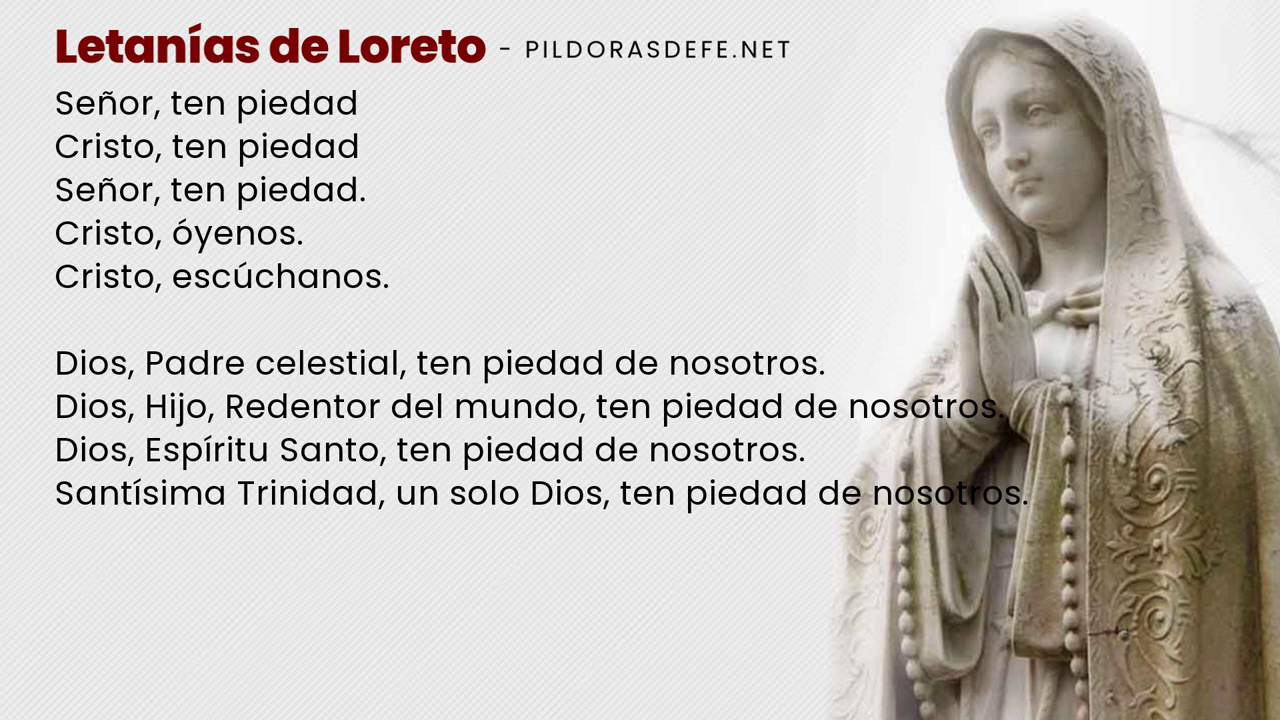 Letanías de Loreto - PILDORASDEFE.NET
Señor, ten piedad
Cristo, ten piedad
Señor, ten piedad.
Cristo, óyenos.
Cristo, escúchanos.
Dios, Padre celestial, ten piedad de nosotros.
Dios, Hijo, Redentor del mundo, ten piedad de nosotros.
Dios, Espíritu Santo, ten piedad de nosotros.
Santísima Trinidad, un solo Dios, ten piedad de nosotros.